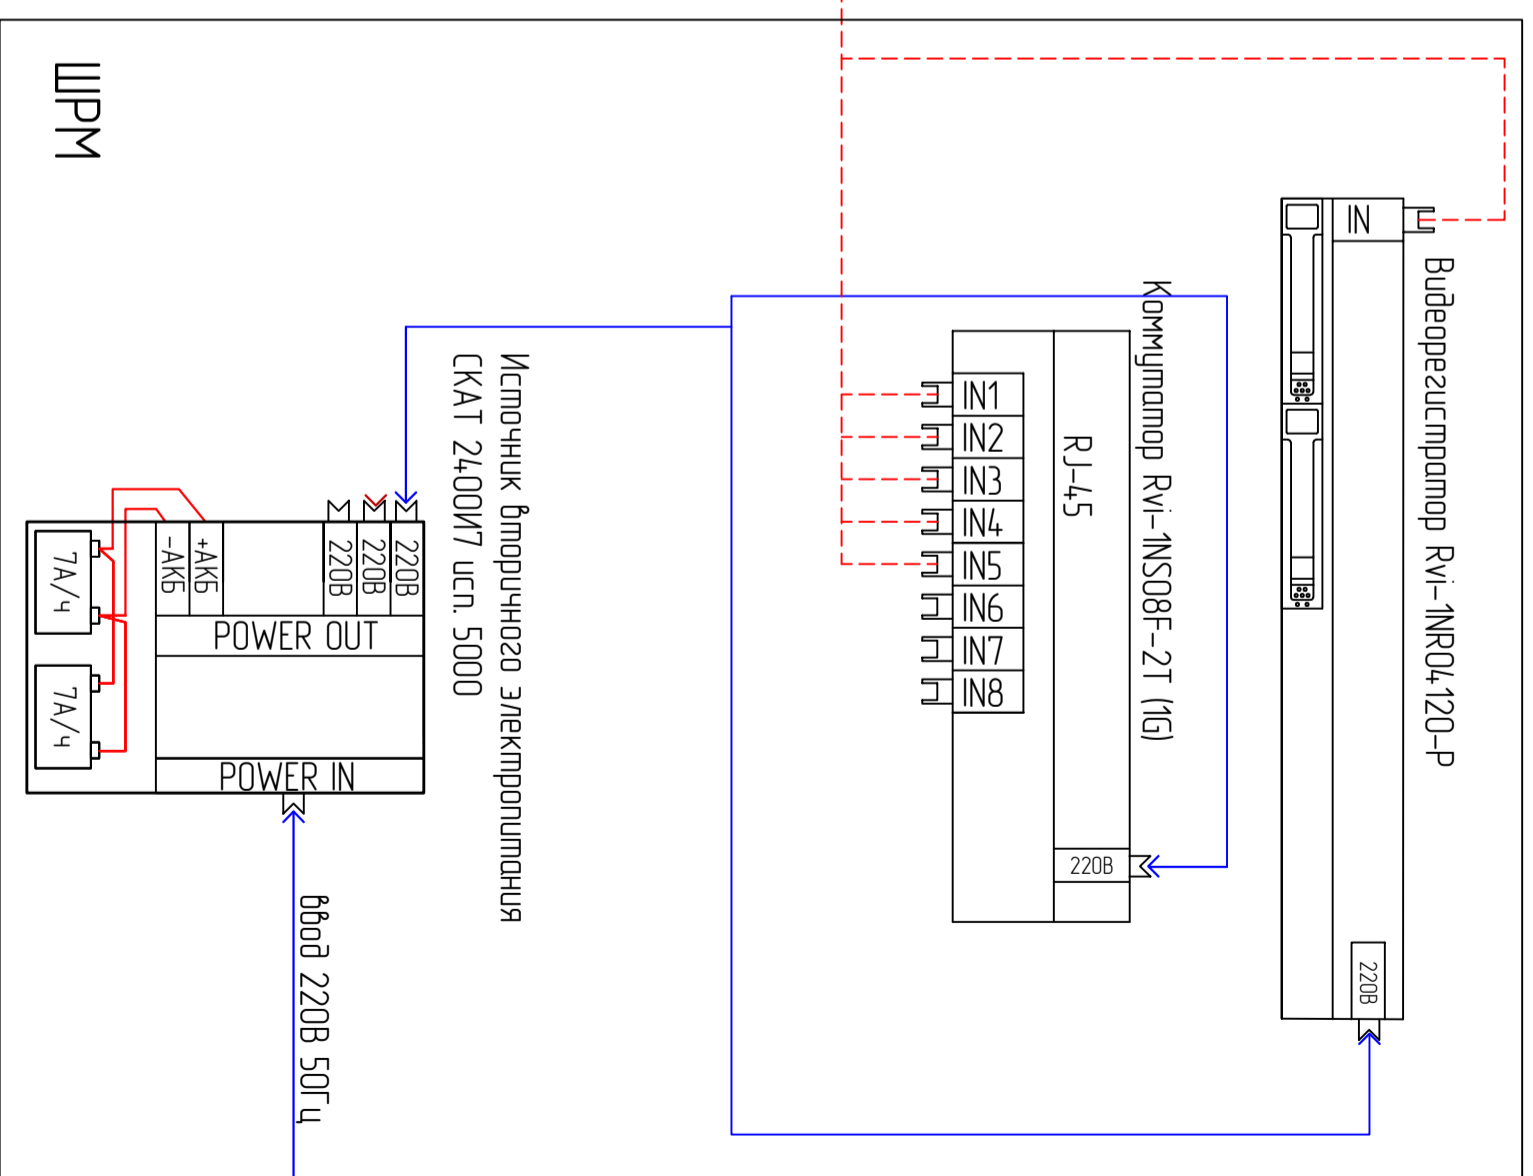 ШРМ
IN
Видеорегистратор Rvi-1NR04120-P
220В
Коммутатор Rvi-1NS08F-2T (1G)
RJ-45
IN1
IN2
IN3
IN4
IN5
IN6
IN7
IN8
220В
Источник вторичного электропитания
СКАТ 2400И7 исп. 5000
220В
220В
220В
+АКБ
-АКБ
POWER OUT
POWER IN
7А/ч
7А/ч
ввод 220В 50Гц